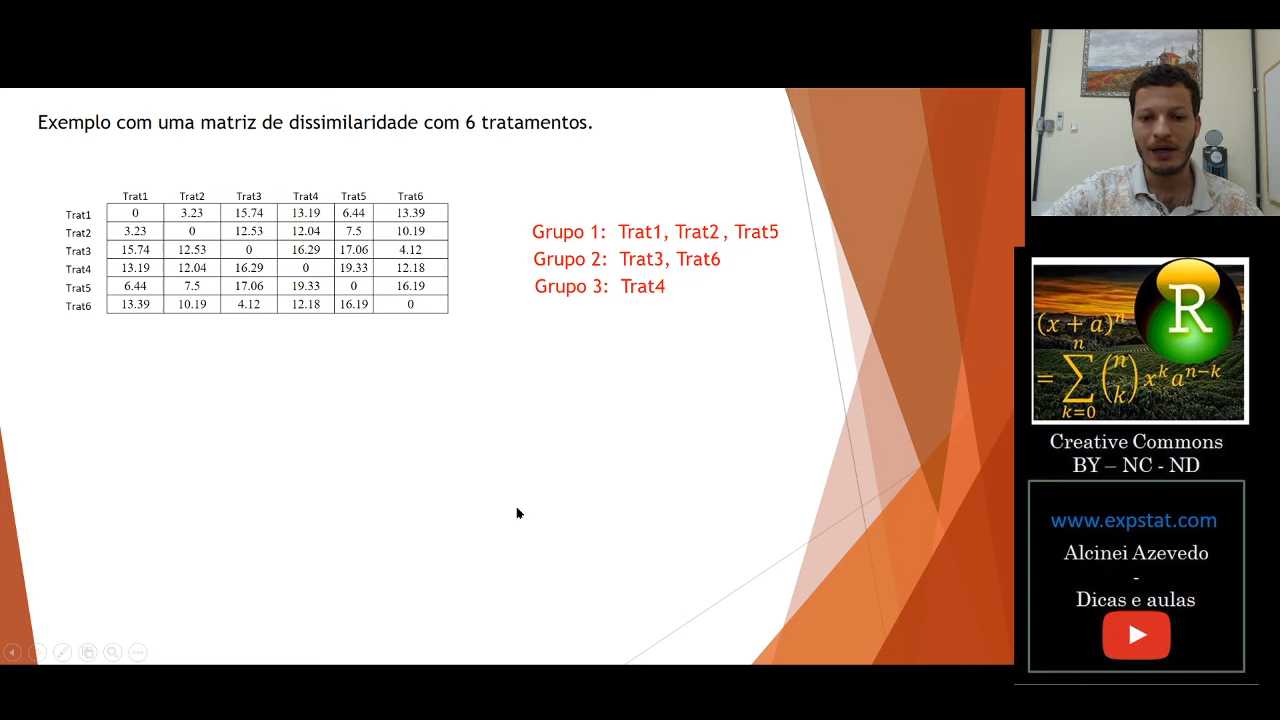 Exemplo com uma matriz de dissimilaridade com 6 tratamentos.
Trat1 Trat2 Trat3 Trat4 Trat5 Trat6
Trat1 0 3.23 15.74 13.19 6.44 13.39
Trat2 3.23 0 12.53 12.04 7.5 10.19
Trat3 15.74 12.53 0 16.29 17.06 4.12
Trat4 13.19 12.04 16.29 0 19.33 12.18
Trat5 6.44 7.5 17.06 19.33 0 16.19
Trat6 13.39 10.19 4.12 12.18 16.19 0
Grupo 1: Trat1, Trat2 , Trat5
Grupo 2: Trat3, Trat6
Grupo 3: Trat4
R
(x + a)^n
= ∑_{k=0}^{n} (n k) x^k a^{n−k}
Creative Commons
BY – NC - ND
www.expstat.com
Alcinei Azevedo
-
Dicas e aulas